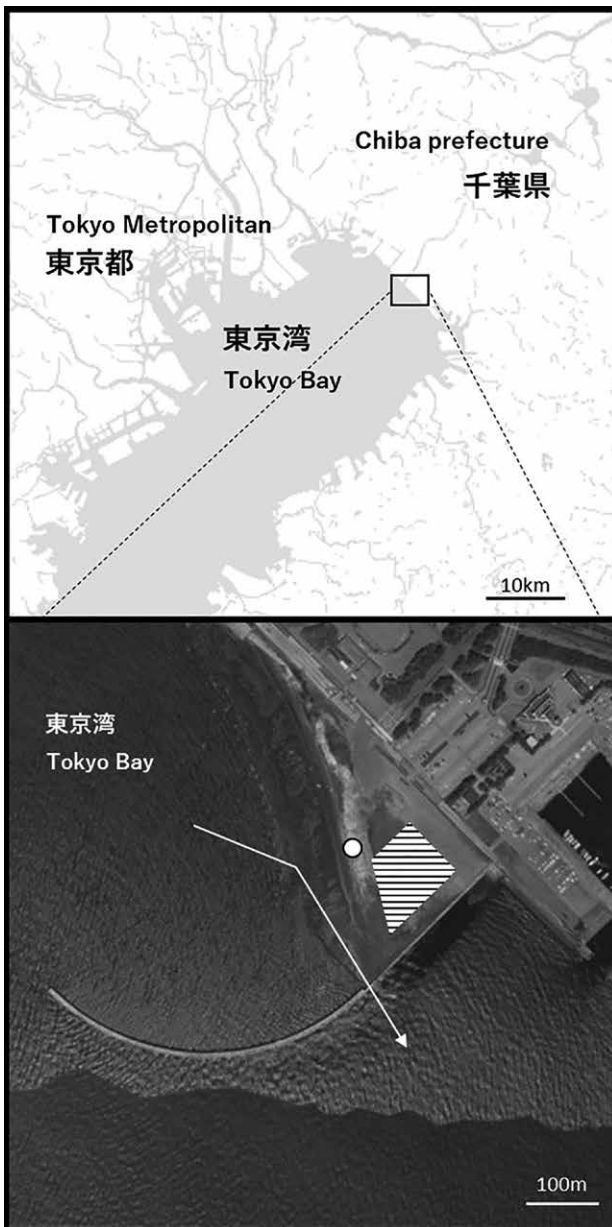 Chiba prefecture
千葉県
Tokyo Metropolitan
東京都
東京湾
Tokyo Bay
10km
東京湾
Tokyo Bay
100m